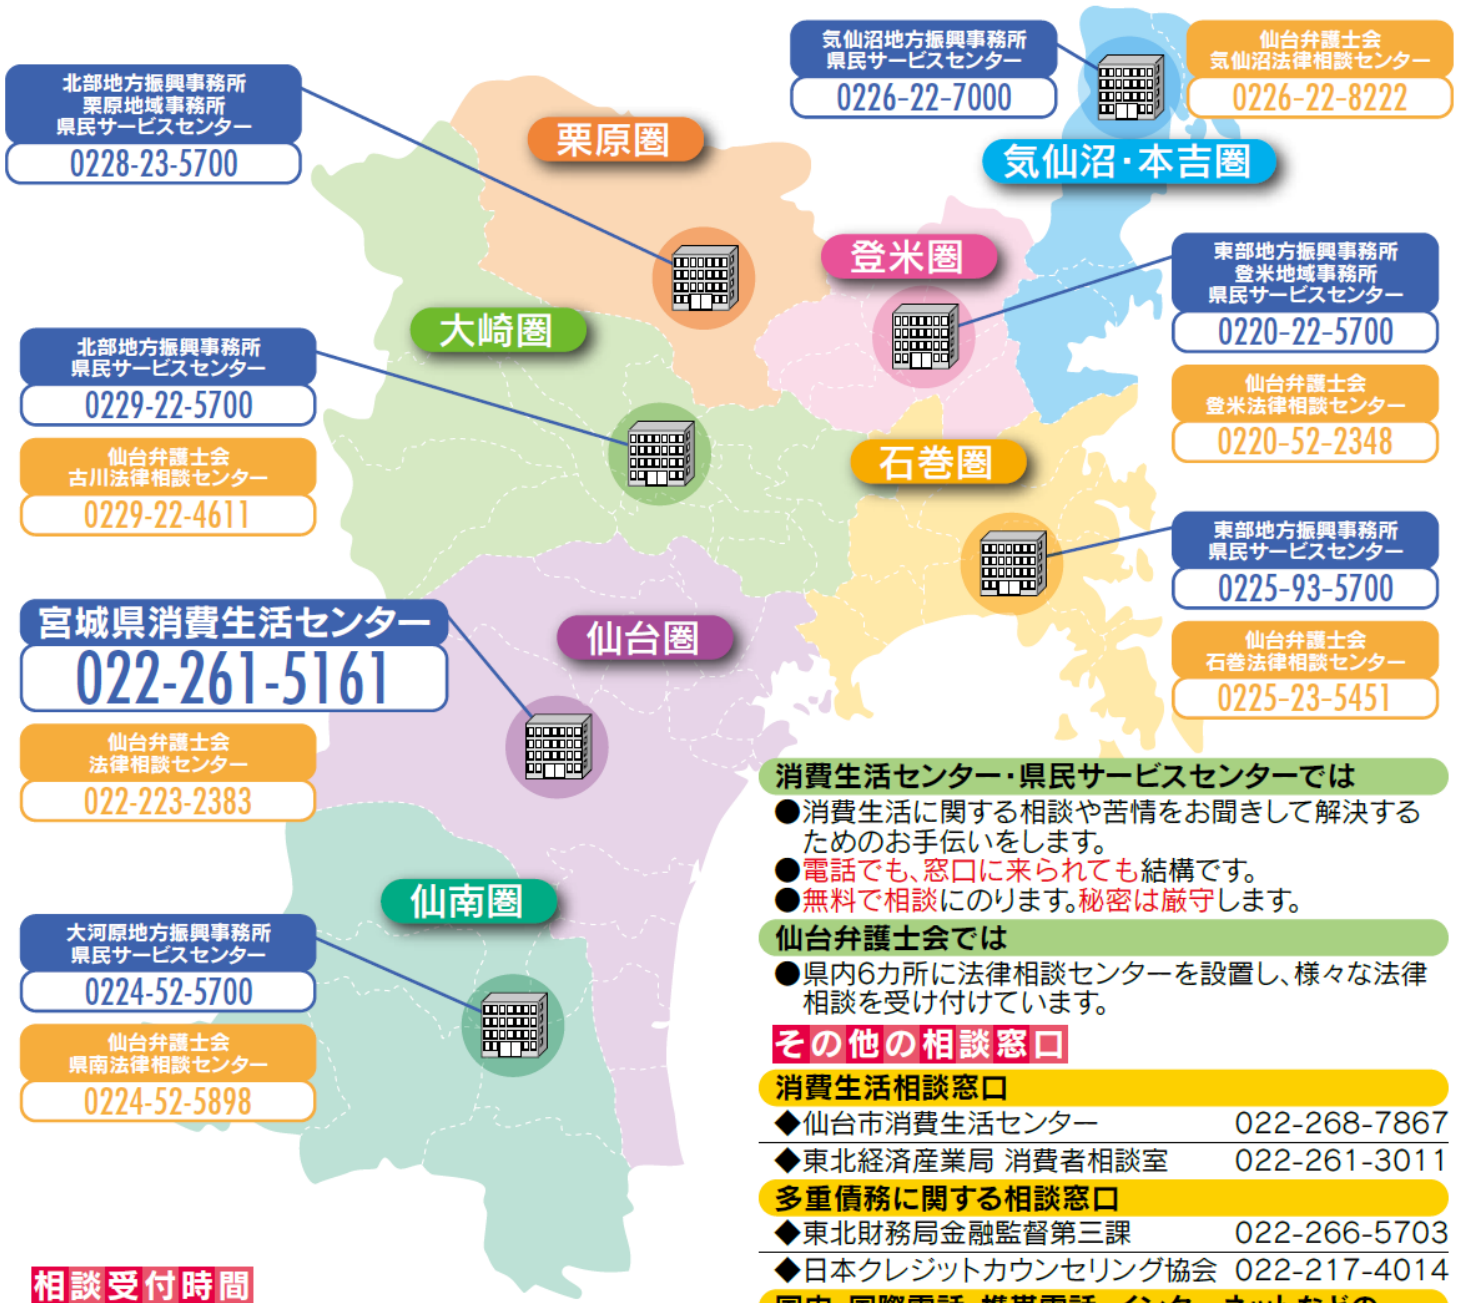 北部地方振興事務所
栗原地域事務所
県民サービスセンター
0228-23-5700
栗原圏
気仙沼地方振興事務所
県民サービスセンター
0226-22-7000
仙台弁護士会
気仙沼法律相談センター
0226-22-8222
気仙沼・本吉圏
登米圏
東部地方振興事務所
登米地域事務所
県民サービスセンター
0220-22-5700
仙台弁護士会
登米法律相談センター
0220-52-2348
大崎圏
北部地方振興事務所
県民サービスセンター
0229-22-5700
仙台弁護士会
古川法律相談センター
0229-22-4611
石巻圏
東部地方振興事務所
県民サービスセンター
0225-93-5700
仙台弁護士会
石巻法律相談センター
0225-23-5451
宮城県消費生活センター
022-261-5161
仙台圏
仙台弁護士会
法律相談センター
022-223-2383
仙南圏
大河原地方振興事務所
県民サービスセンター
0224-52-5700
仙台弁護士会
県南法律相談センター
0224-52-5898
消費生活センター・県民サービスセンターでは
●消費生活に関する相談や苦情をお聞きして解決する
ためのお手伝いをします。
●電話でも、窓口に来られても結構です。
●無料で相談にのります。秘密は厳守します。
仙台弁護士会では
●県内6カ所に法律相談センターを設置し、様々な法律
相談を受け付けています。
その他の相談窓口
消費生活相談窓口
◆仙台市消費生活センター 022-268-7867
◆東北経済産業局 消費者相談室 022-261-3011
多重債務に関する相談窓口
◆東北財務局金融監督第三課 022-266-5703
◆日本クレジットカウンセリング協会 022-217-4014
相談受付時間